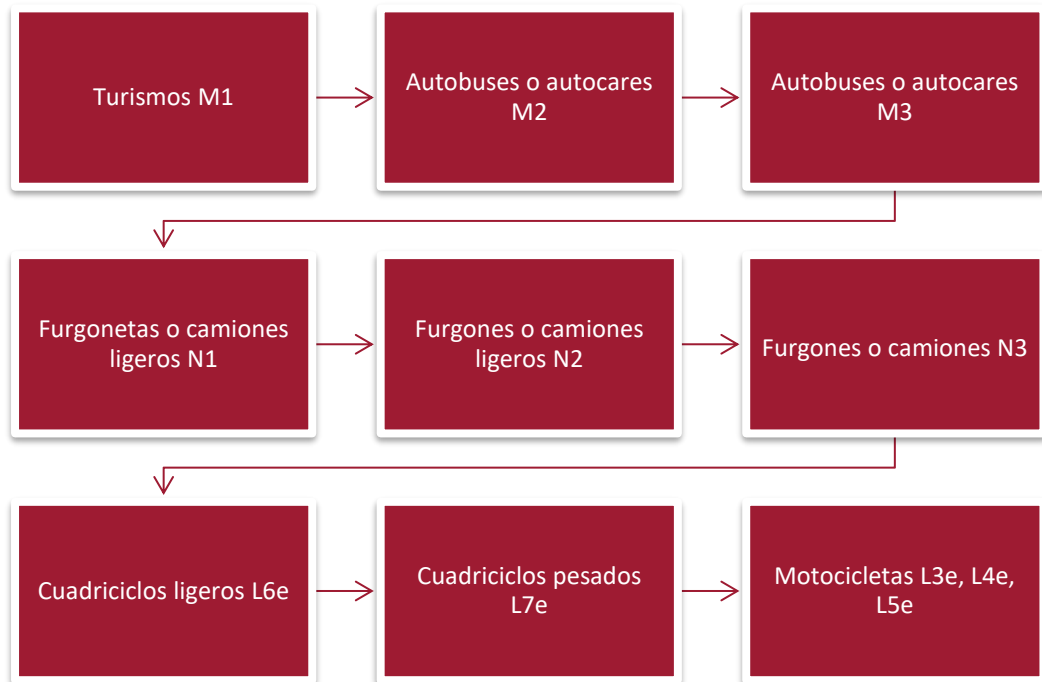 Turismos M1
Autobuses o autocares
M2
Autobuses o autocares
M3
Furgonetas o camiones
ligeros N1
Furgones o camiones
ligeros N2
Furgones o camiones N3
Cuadriciclos ligeros L6e
Cuadriciclos pesados
L7e
Motocicletas L3e, L4e,
L5e